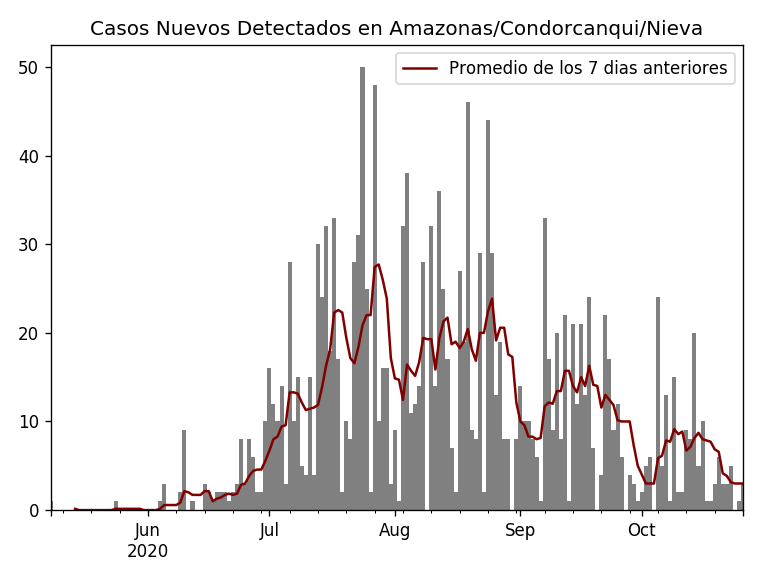 Casos Nuevos Detectados en Amazonas/Condorcanqui/Nieva
Promedio de los 7 dias anteriores
50
40
30
20
10
0
Jun
2020
Jul
Aug
Sep
Oct